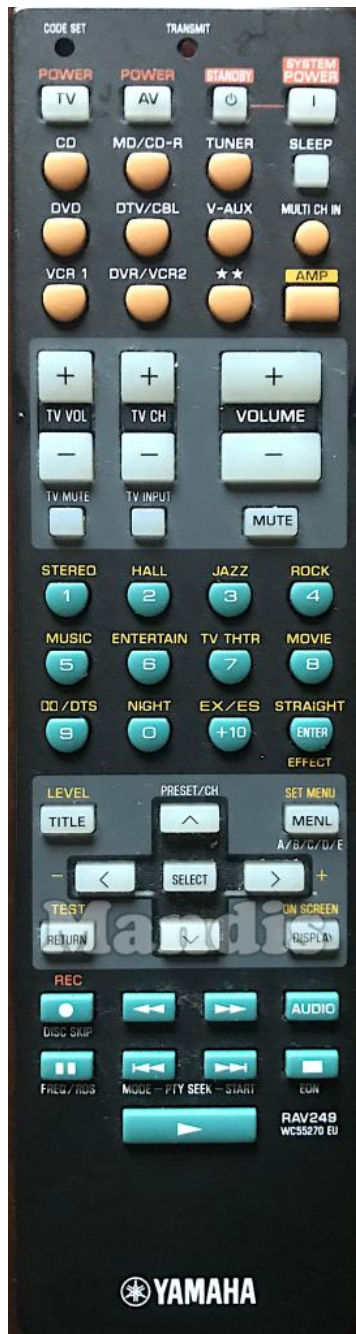 CODE SET TRANSMIT
SYSTEM
POWER POWER STANDBY POWER
TV AV I
CD MD/CD-R TUNER SLEEP
DVD DTV/CBL V-AUX MULTI CH IN
VCR 1 DVR/VCR2 ★★ AMP
+ + +
TV VOL TV CH VOLUME
− − −
TV MUTE TV INPUT
MUTE
STEREO HALL JAZZ ROCK
1 2 3 4
MUSIC ENTERTAIN TV THTR MOVIE
5 6 7 8
DD/DTS NIGHT EX/ES STRAIGHT
9 0 +10 ENTER
EFFECT
LEVEL PRESET/CH SET MENU
TITLE MENU
A/B/C/D/E
− SELECT +
TEST ON SCREEN
RETURN DISPLAY
Mandis
REC
AUDIO
DISC SKIP
FREQ/RDS MODE – PTY SEEK – START EON
RAV249
WC55270 EU
YAMAHA